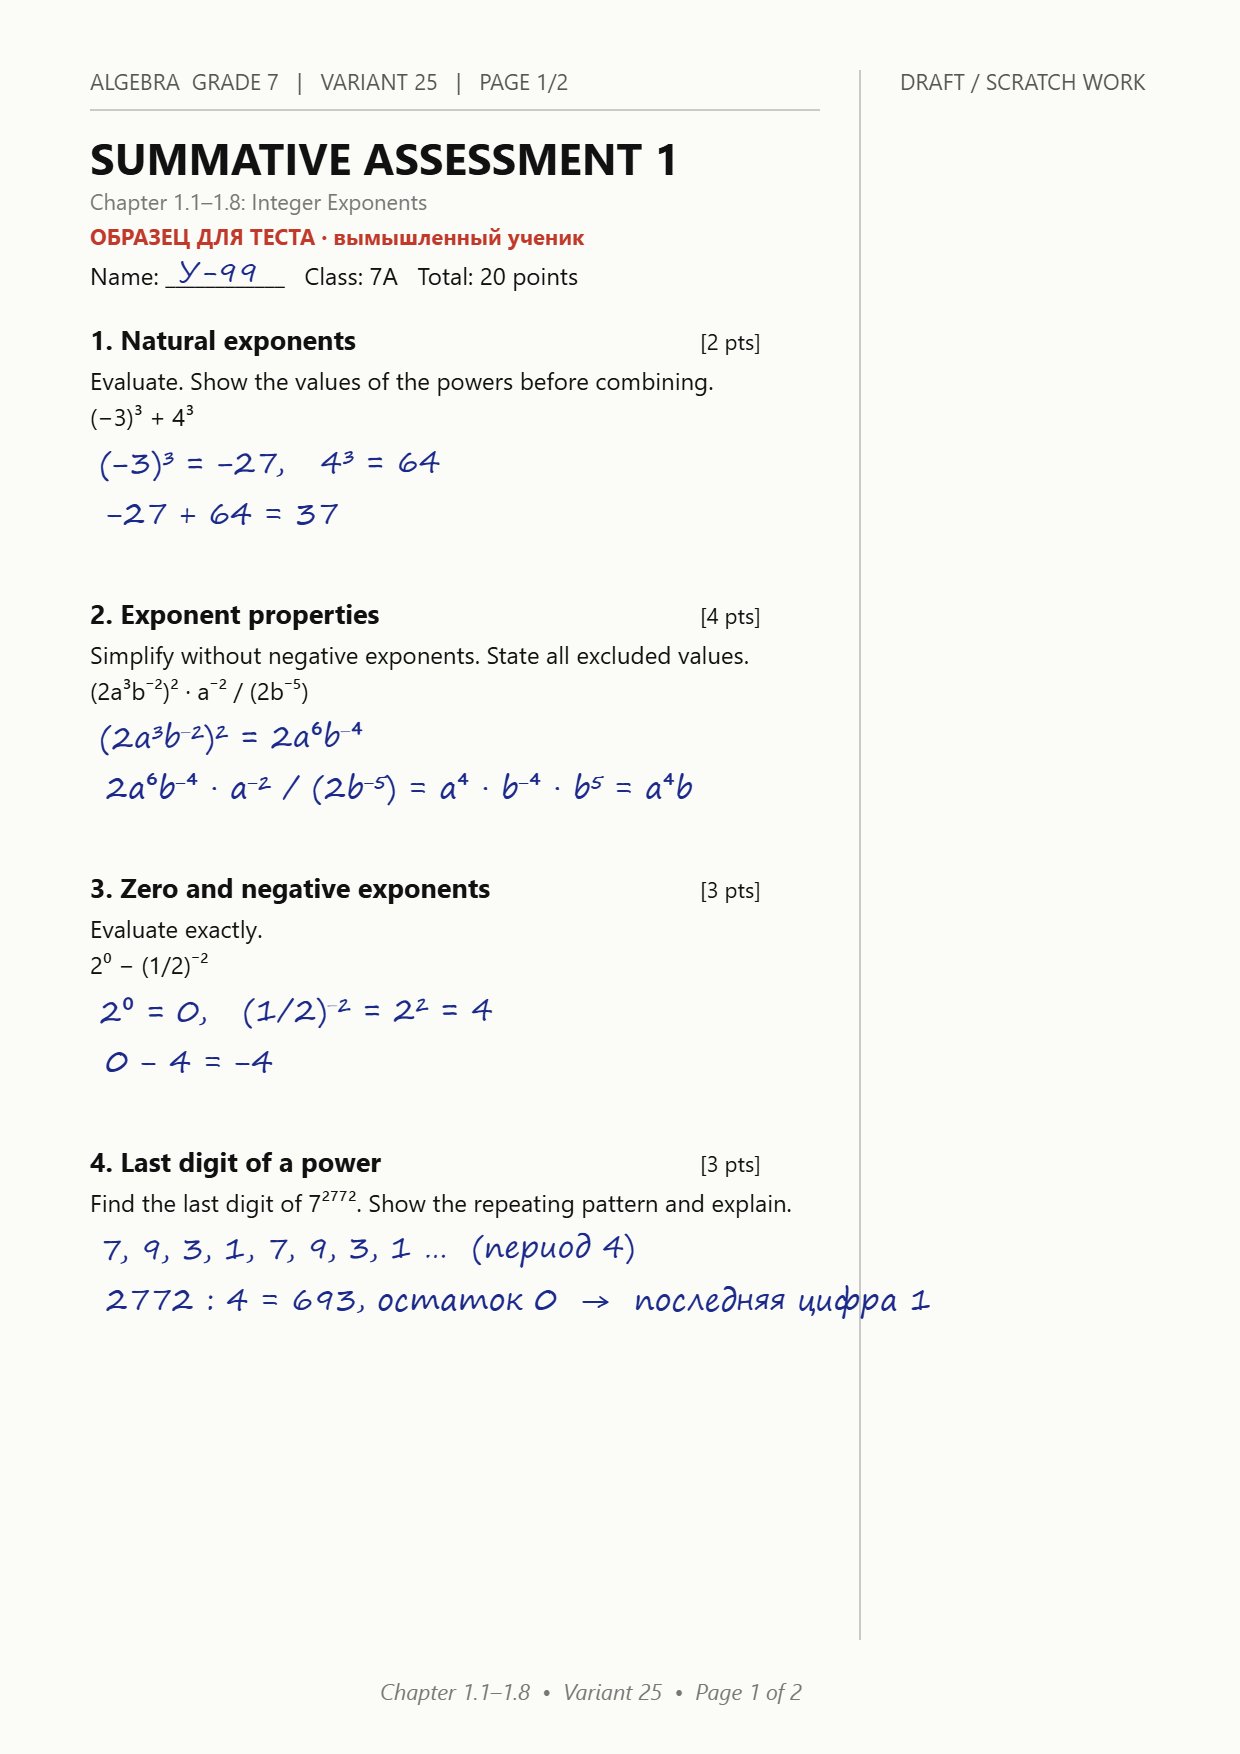 ALGEBRA GRADE 7 | VARIANT 25 | PAGE 1/2
DRAFT / SCRATCH WORK
SUMMATIVE ASSESSMENT 1
Chapter 1.1–1.8: Integer Exponents
ОБРАЗЕЦ ДЛЯ ТЕСТА · вымышленный ученик
Name: У-99 Class: 7A Total: 20 points
1. Natural exponents [2 pts]
Evaluate. Show the values of the powers before combining.
(−3)³ + 4³
(−3)³ = −27, 4³ = 64
−27 + 64 = 37
2. Exponent properties [4 pts]
Simplify without negative exponents. State all excluded values.
(2a³b⁻²)² · a⁻² / (2b⁻⁵)
(2a³b⁻²)² = 2a⁶b⁻⁴
2a⁶b⁻⁴ · a⁻² / (2b⁻⁵) = a⁴ · b⁻⁴ · b⁵ = a⁴b
3. Zero and negative exponents [3 pts]
Evaluate exactly.
2⁰ − (1/2)⁻²
2⁰ = 0, (1/2)⁻² = 2² = 4
0 − 4 = −4
4. Last digit of a power [3 pts]
Find the last digit of 7²⁷⁷². Show the repeating pattern and explain.
7, 9, 3, 1, 7, 9, 3, 1 ... (период 4)
2772 : 4 = 693, остаток 0 → последняя цифра 1
Chapter 1.1–1.8 • Variant 25 • Page 1 of 2